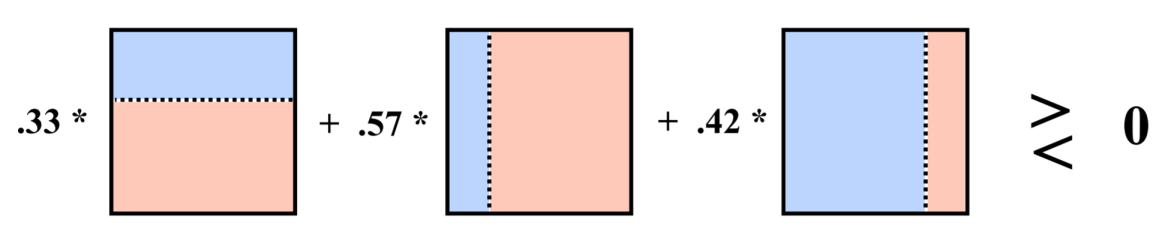 .33 * + .57 * + .42 * > < 0